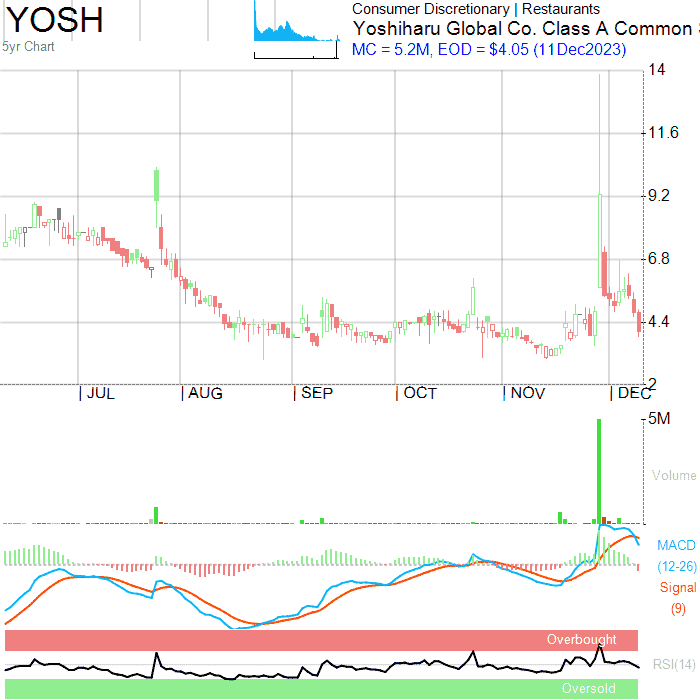 YOSH
5yr Chart
Consumer Discretionary | Restaurants
Yoshiharu Global Co. Class A Common
MC = 5.2M, EOD = $4.05 (11Dec2023)
14
11.6
9.2
6.8
4.4
2
JUL AUG SEP OCT NOV DEC
5M
Volume
MACD
(12-26)
Signal
(9)
Overbought
RSI(14)
Oversold